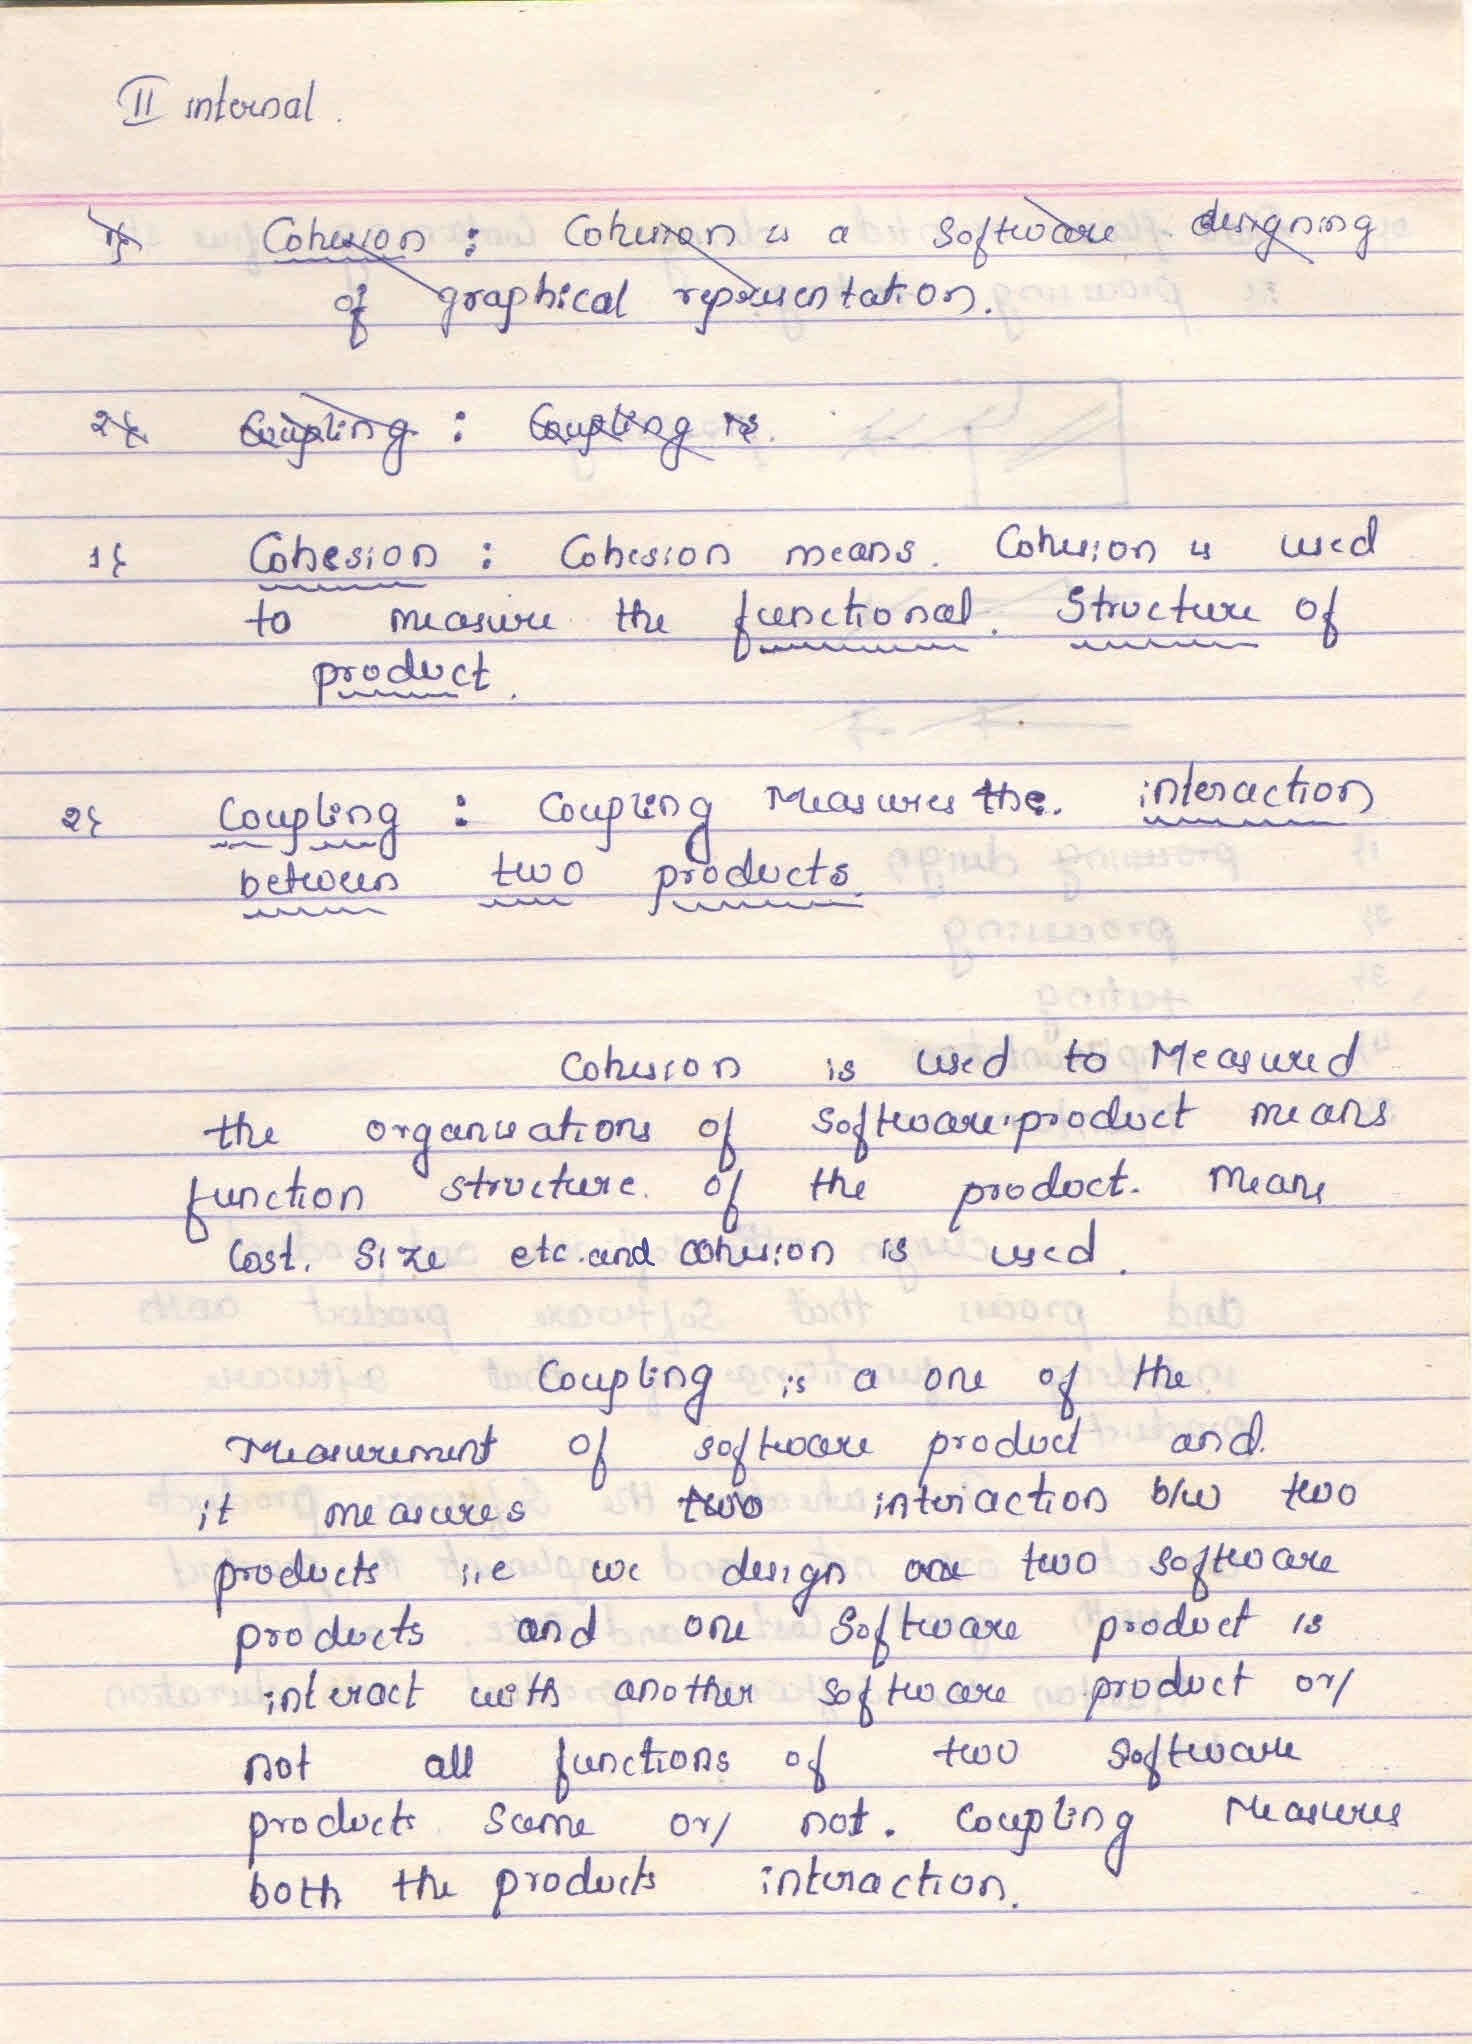 II internal.
1} Cohesion : Cohesion is a Software designing
of graphical representation.
2} Coupling : Coupling is.
1} Cohesion : Cohesion means. Cohesion is used
to measure the functional. Structure of
product.
2} Coupling : Coupling Measures the. interaction
between two products.
Cohesion is used to Measured
the organisations of Software product means
function structure. of the product. Means
Cost. Size etc. and cohesion is used.
Coupling is a one of the
Measurement of software product and.
it measures two interaction b/w two
products i.e we design are two software
products and one Software product is
interact with another software product or/
not all functions of two software
products same or/ not. Coupling Measures
both the products interaction.